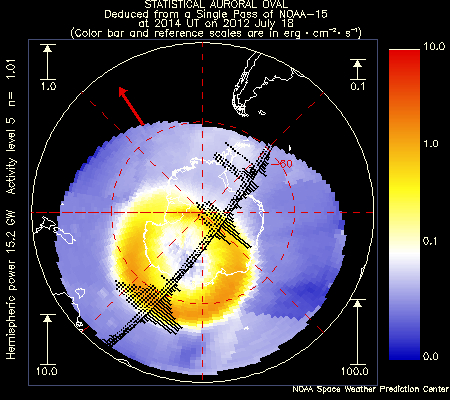 STATISTICAL AURORAL OVAL
Deduced from a Single Pass of NOAA-15
at 2014 UT on 2012 July 18
(Color bar and reference scales are in erg · cm⁻² · s⁻¹)
1.0
0.1
10.0
1.0
0.1
0.0
-60
10.0
100.0
Hemispheric power 15.2 GW Activity level 5 n= 1.01
NOAA Space Weather Prediction Center